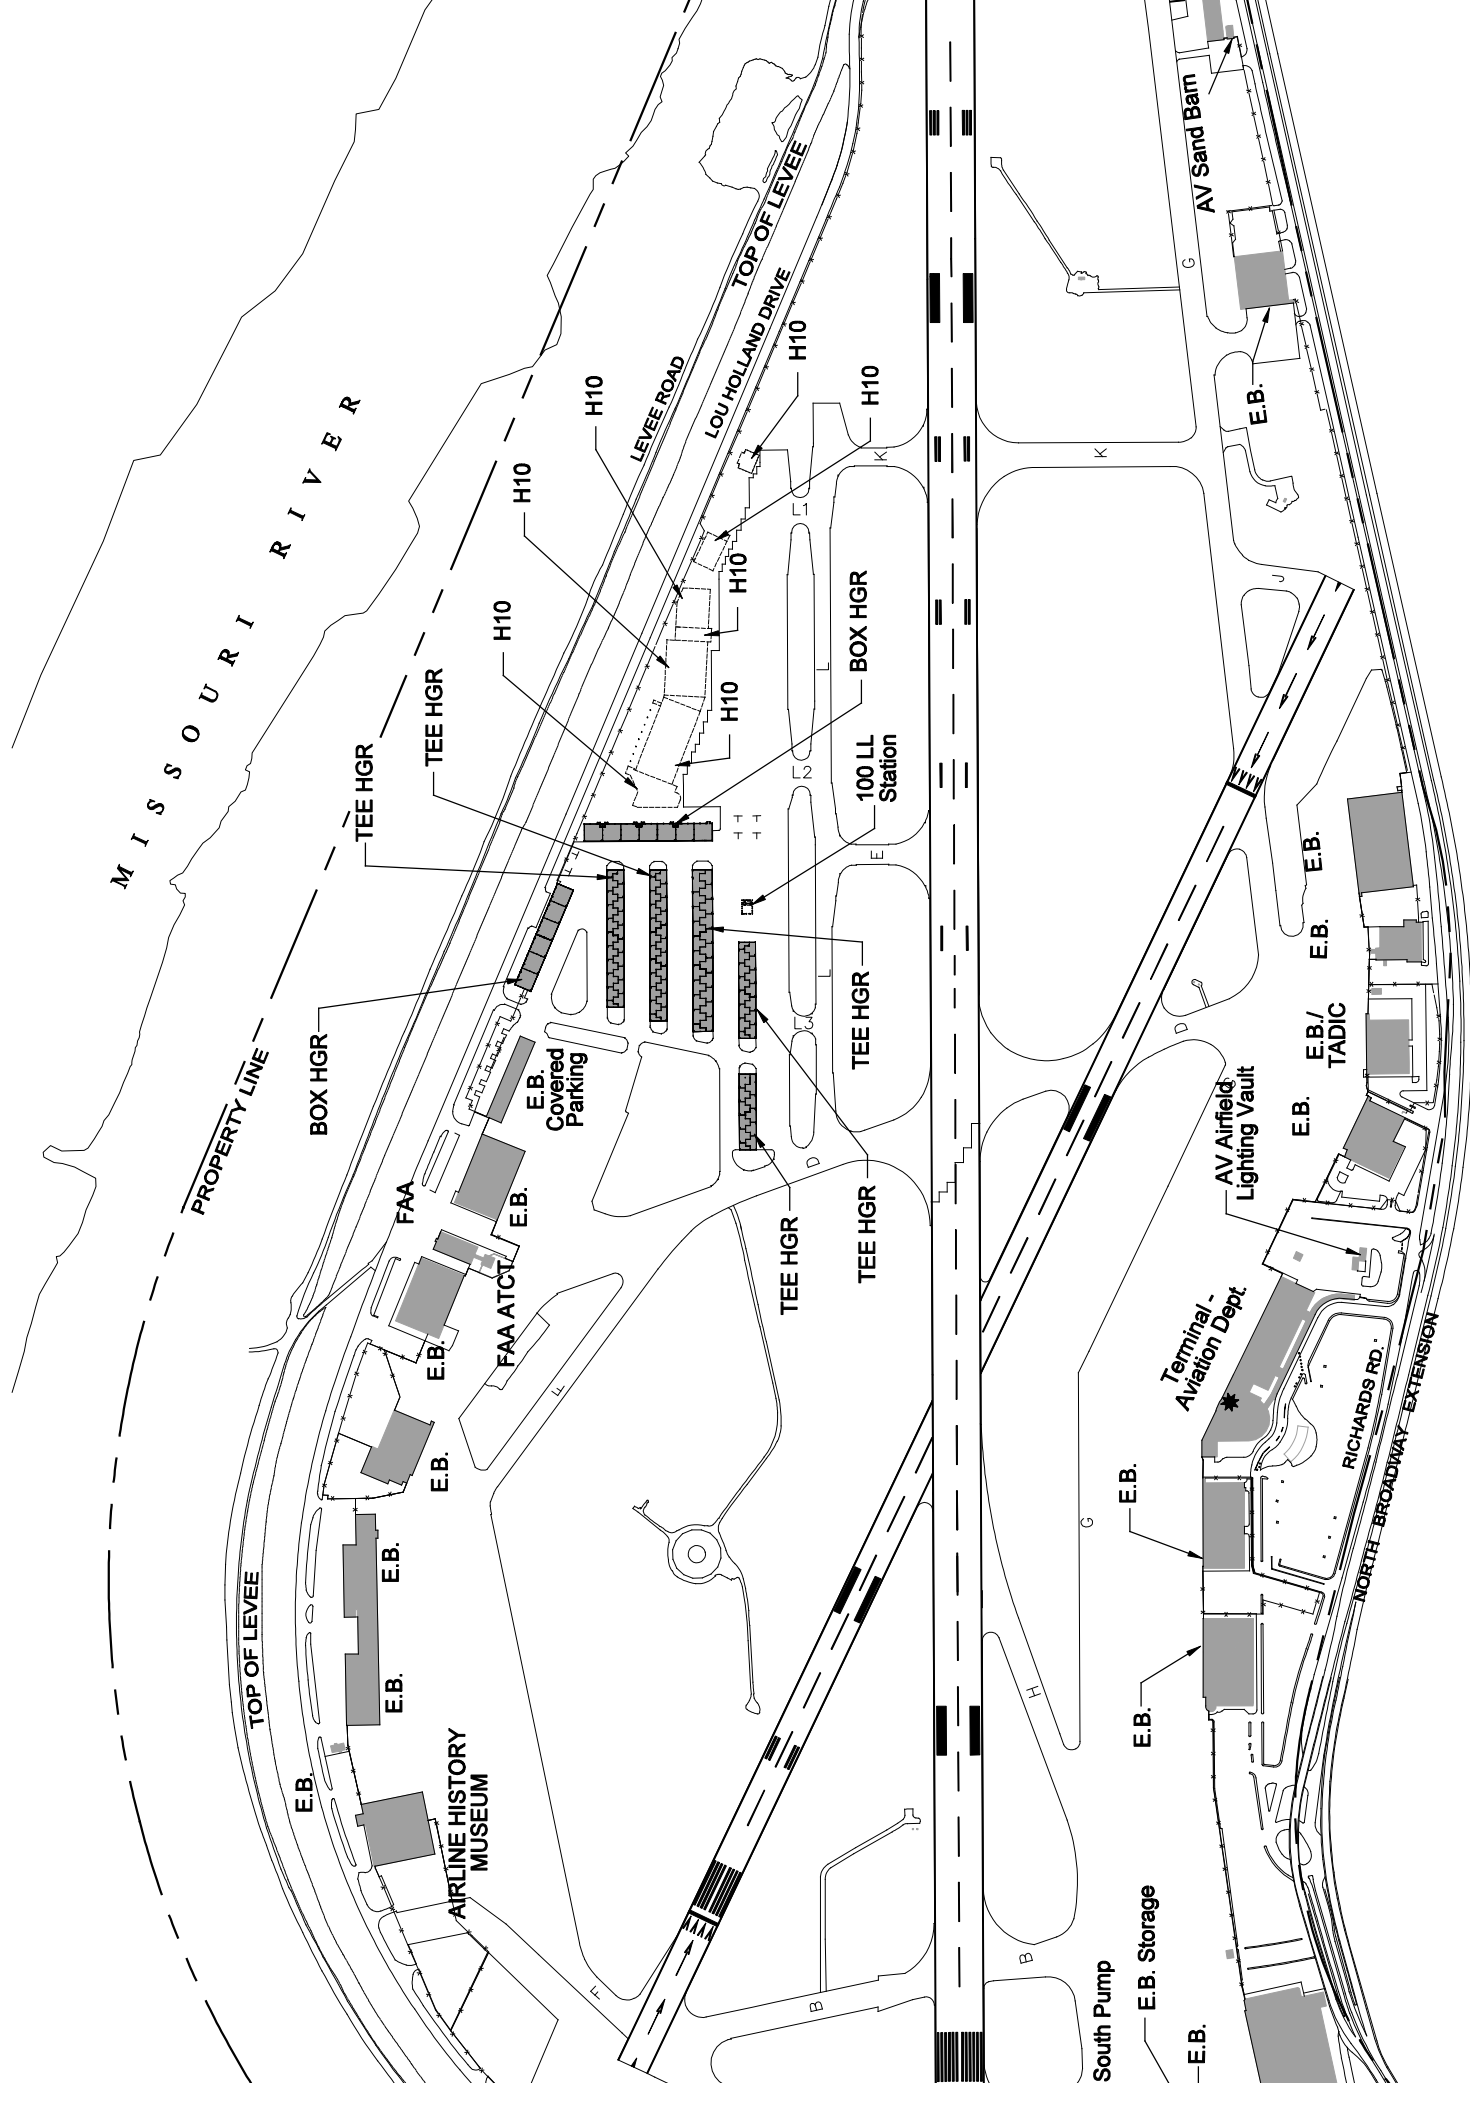 MISSOURI RIVER
PROPERTY LINE
TOP OF LEVEE
AV Sand Barn
LEVEE ROAD
LOU HOLLAND DRIVE
H10
H10
H10
H10
H10
H10
H10
G
E.B.
K
K
L1
BOX HGR
TEE HGR
TEE HGR
L
J
100 LL
Station
L2
E
E.B.
E.B.
L
L3
D
BOX HGR
E.B.
Covered
Parking
TEE HGR
E.B./
TADIC
E.B.
AV Airfield
Lighting Vault
D
TEE HGR
TEE HGR
FAA
E.B.
FAA ATCT
E.B.
F
Terminal -
Aviation Dept.
RICHARDS RD.
NORTH BROADWAY EXTENSION
E.B.
E.B.
G
E.B.
TOP OF LEVEE
E.B.
H
E.B.
E.B.
AIRLINE HISTORY
MUSEUM
F
B
B
South Pump
E.B. Storage
E.B.